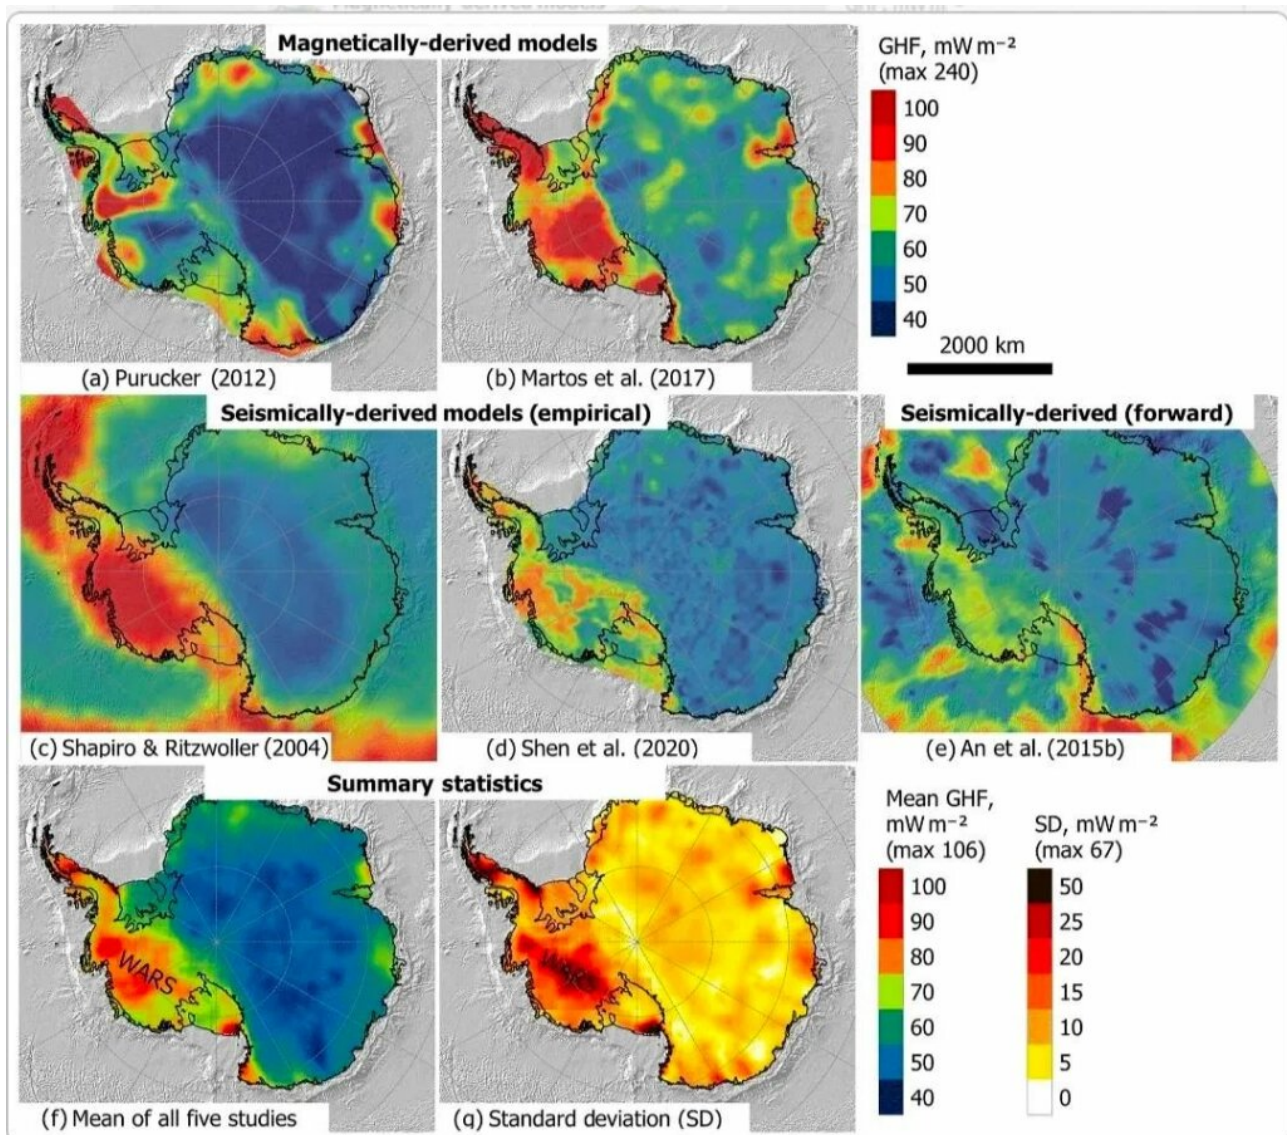 Magnetically-derived models
GHF, mW m⁻²
(max 240)
100
90
80
70
60
50
40
2000 km
(a) Purucker (2012)
(b) Martos et al. (2017)
Seismically-derived models (empirical)
Seismically-derived (forward)
(c) Shapiro & Ritzwoller (2004)
(d) Shen et al. (2020)
(e) An et al. (2015b)
Summary statistics
Mean GHF,
mW m⁻²
(max 106)
100
90
80
70
60
50
40
SD, mW m⁻²
(max 67)
50
25
20
15
10
5
0
WARS
WARS
(f) Mean of all five studies
(g) Standard deviation (SD)